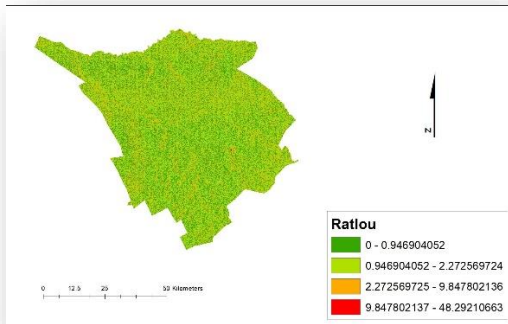 N
Ratlou
0 - 0.946904052
0.946904052 - 2.272569724
2.272569725 - 9.847802136
9.847802137 - 48.29210663
0 12.5 25 50 Kilometers